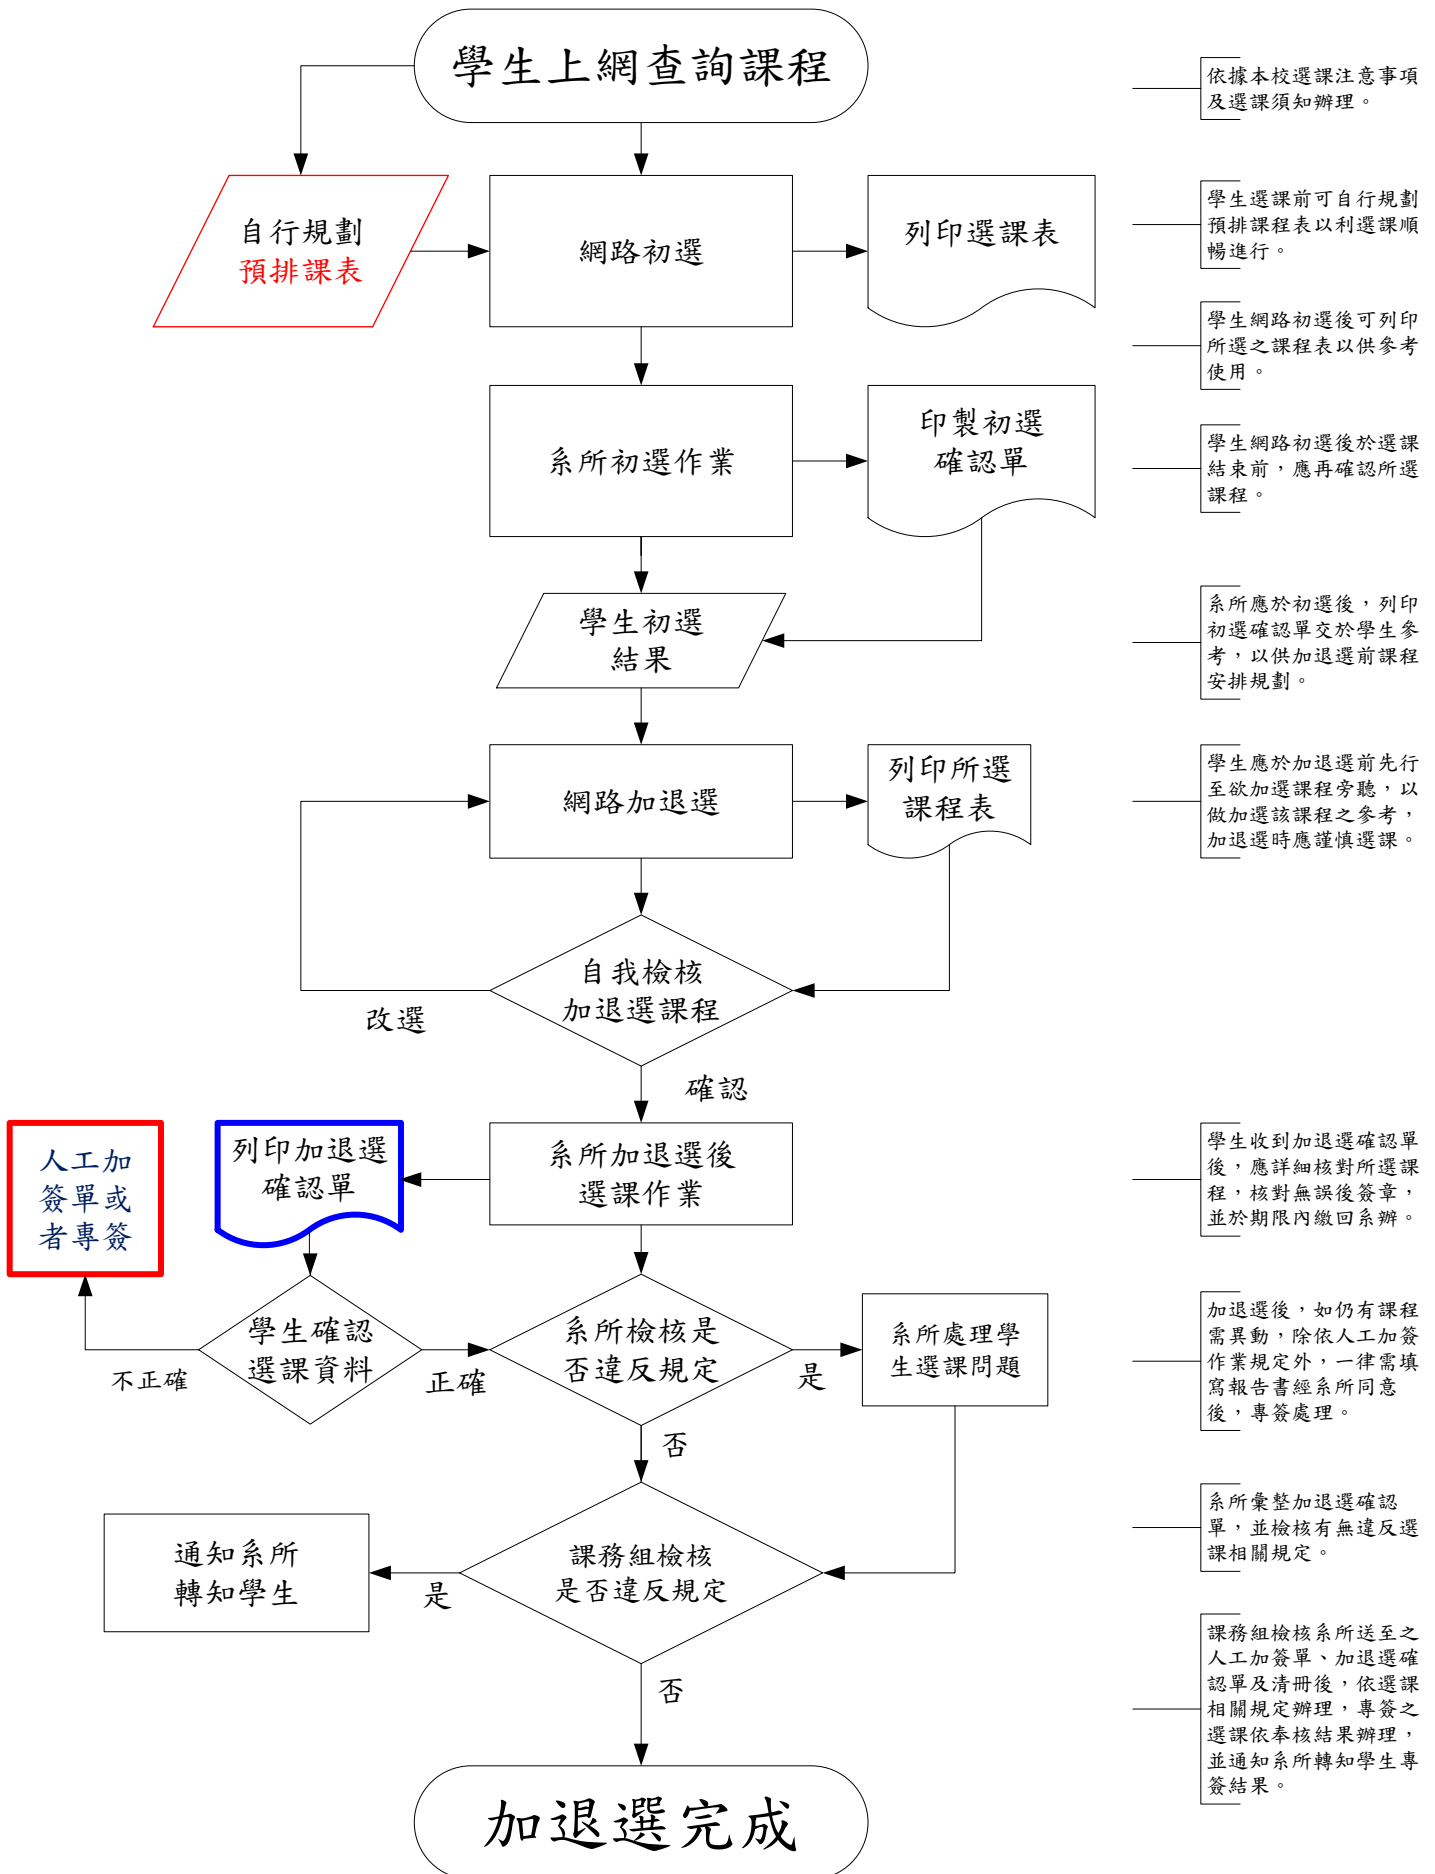 學生上網查詢課程
依據本校選課注意事項
及選課須知辦理。
自行規劃
預排課表
網路初選
列印選課表
學生選課前可自行規劃
預排課程表以利選課順
暢進行。
學生網路初選後可列印
所選之課程表以供參考
使用。
系所初選作業
印製初選
確認單
學生網路初選後於選課
結束前，應再確認所選
課程。
學生初選
結果
系所應於初選後，列印
初選確認單交於學生參
考，以供加退選前課程
安排規劃。
網路加退選
列印所選
課程表
學生應於加退選前先行
至欲加選課程旁聽，以
做加選該課程之參考，
加退選時應謹慎選課。
自我檢核
加退選課程
改選
確認
人工加
簽單或
者專簽
列印加退選
確認單
系所加退選後
選課作業
學生收到加退選確認單
後，應詳細核對所選課
程，核對無誤後簽章，
並於期限內繳回系辦。
學生確認
選課資料
不正確
正確
系所檢核是
否違反規定
是
否
系所處理學
生選課問題
加退選後，如仍有課程
需異動，除依人工加簽
作業規定外，一律需填
寫報告書經系所同意
後，專簽處理。
系所彙整加退選確認
單，並檢核有無違反選
課相關規定。
通知系所
轉知學生
是
課務組檢核
是否違反規定
否
課務組檢核系所送至之
人工加簽單、加退選確
認單及清冊後，依選課
相關規定辦理，專簽之
選課依奉核結果辦理，
並通知系所轉知學生專
簽結果。
加退選完成